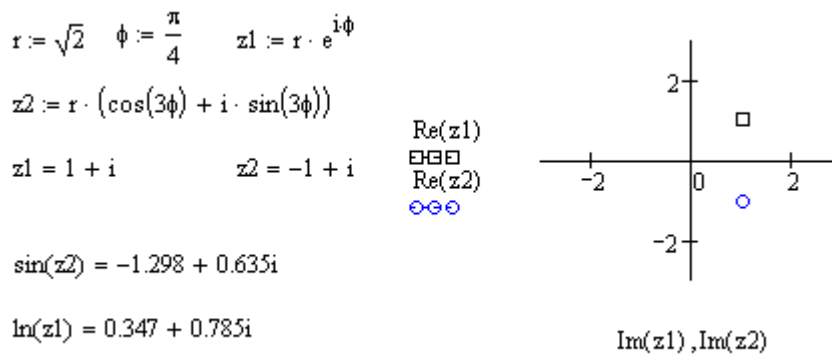 r := √2 ϕ := π/4 z1 := r · e^(i·ϕ)
z2 := r · (cos(3ϕ) + i · sin(3ϕ))
z1 = 1 + i z2 = −1 + i
sin(z2) = −1.298 + 0.635i
ln(z1) = 0.347 + 0.785i
Re(z1)
Re(z2)
2
−2 0 2
−2
Im(z1) ,Im(z2)